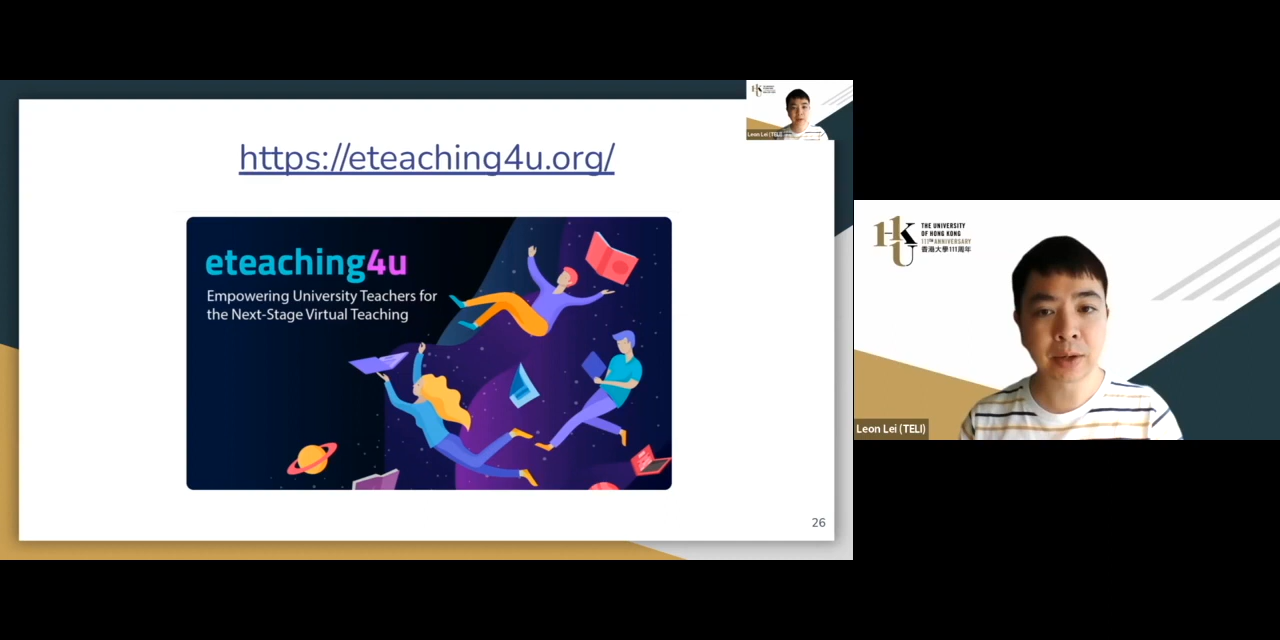 https://eteaching4u.org/
eteaching4u
Empowering University Teachers for
the Next-Stage Virtual Teaching
26
Leon Lei (TELI)
THE UNIVERSITY
OF HONG KONG
111TH ANNIVERSARY
香港大學111周年
Leon Lei (TELI)